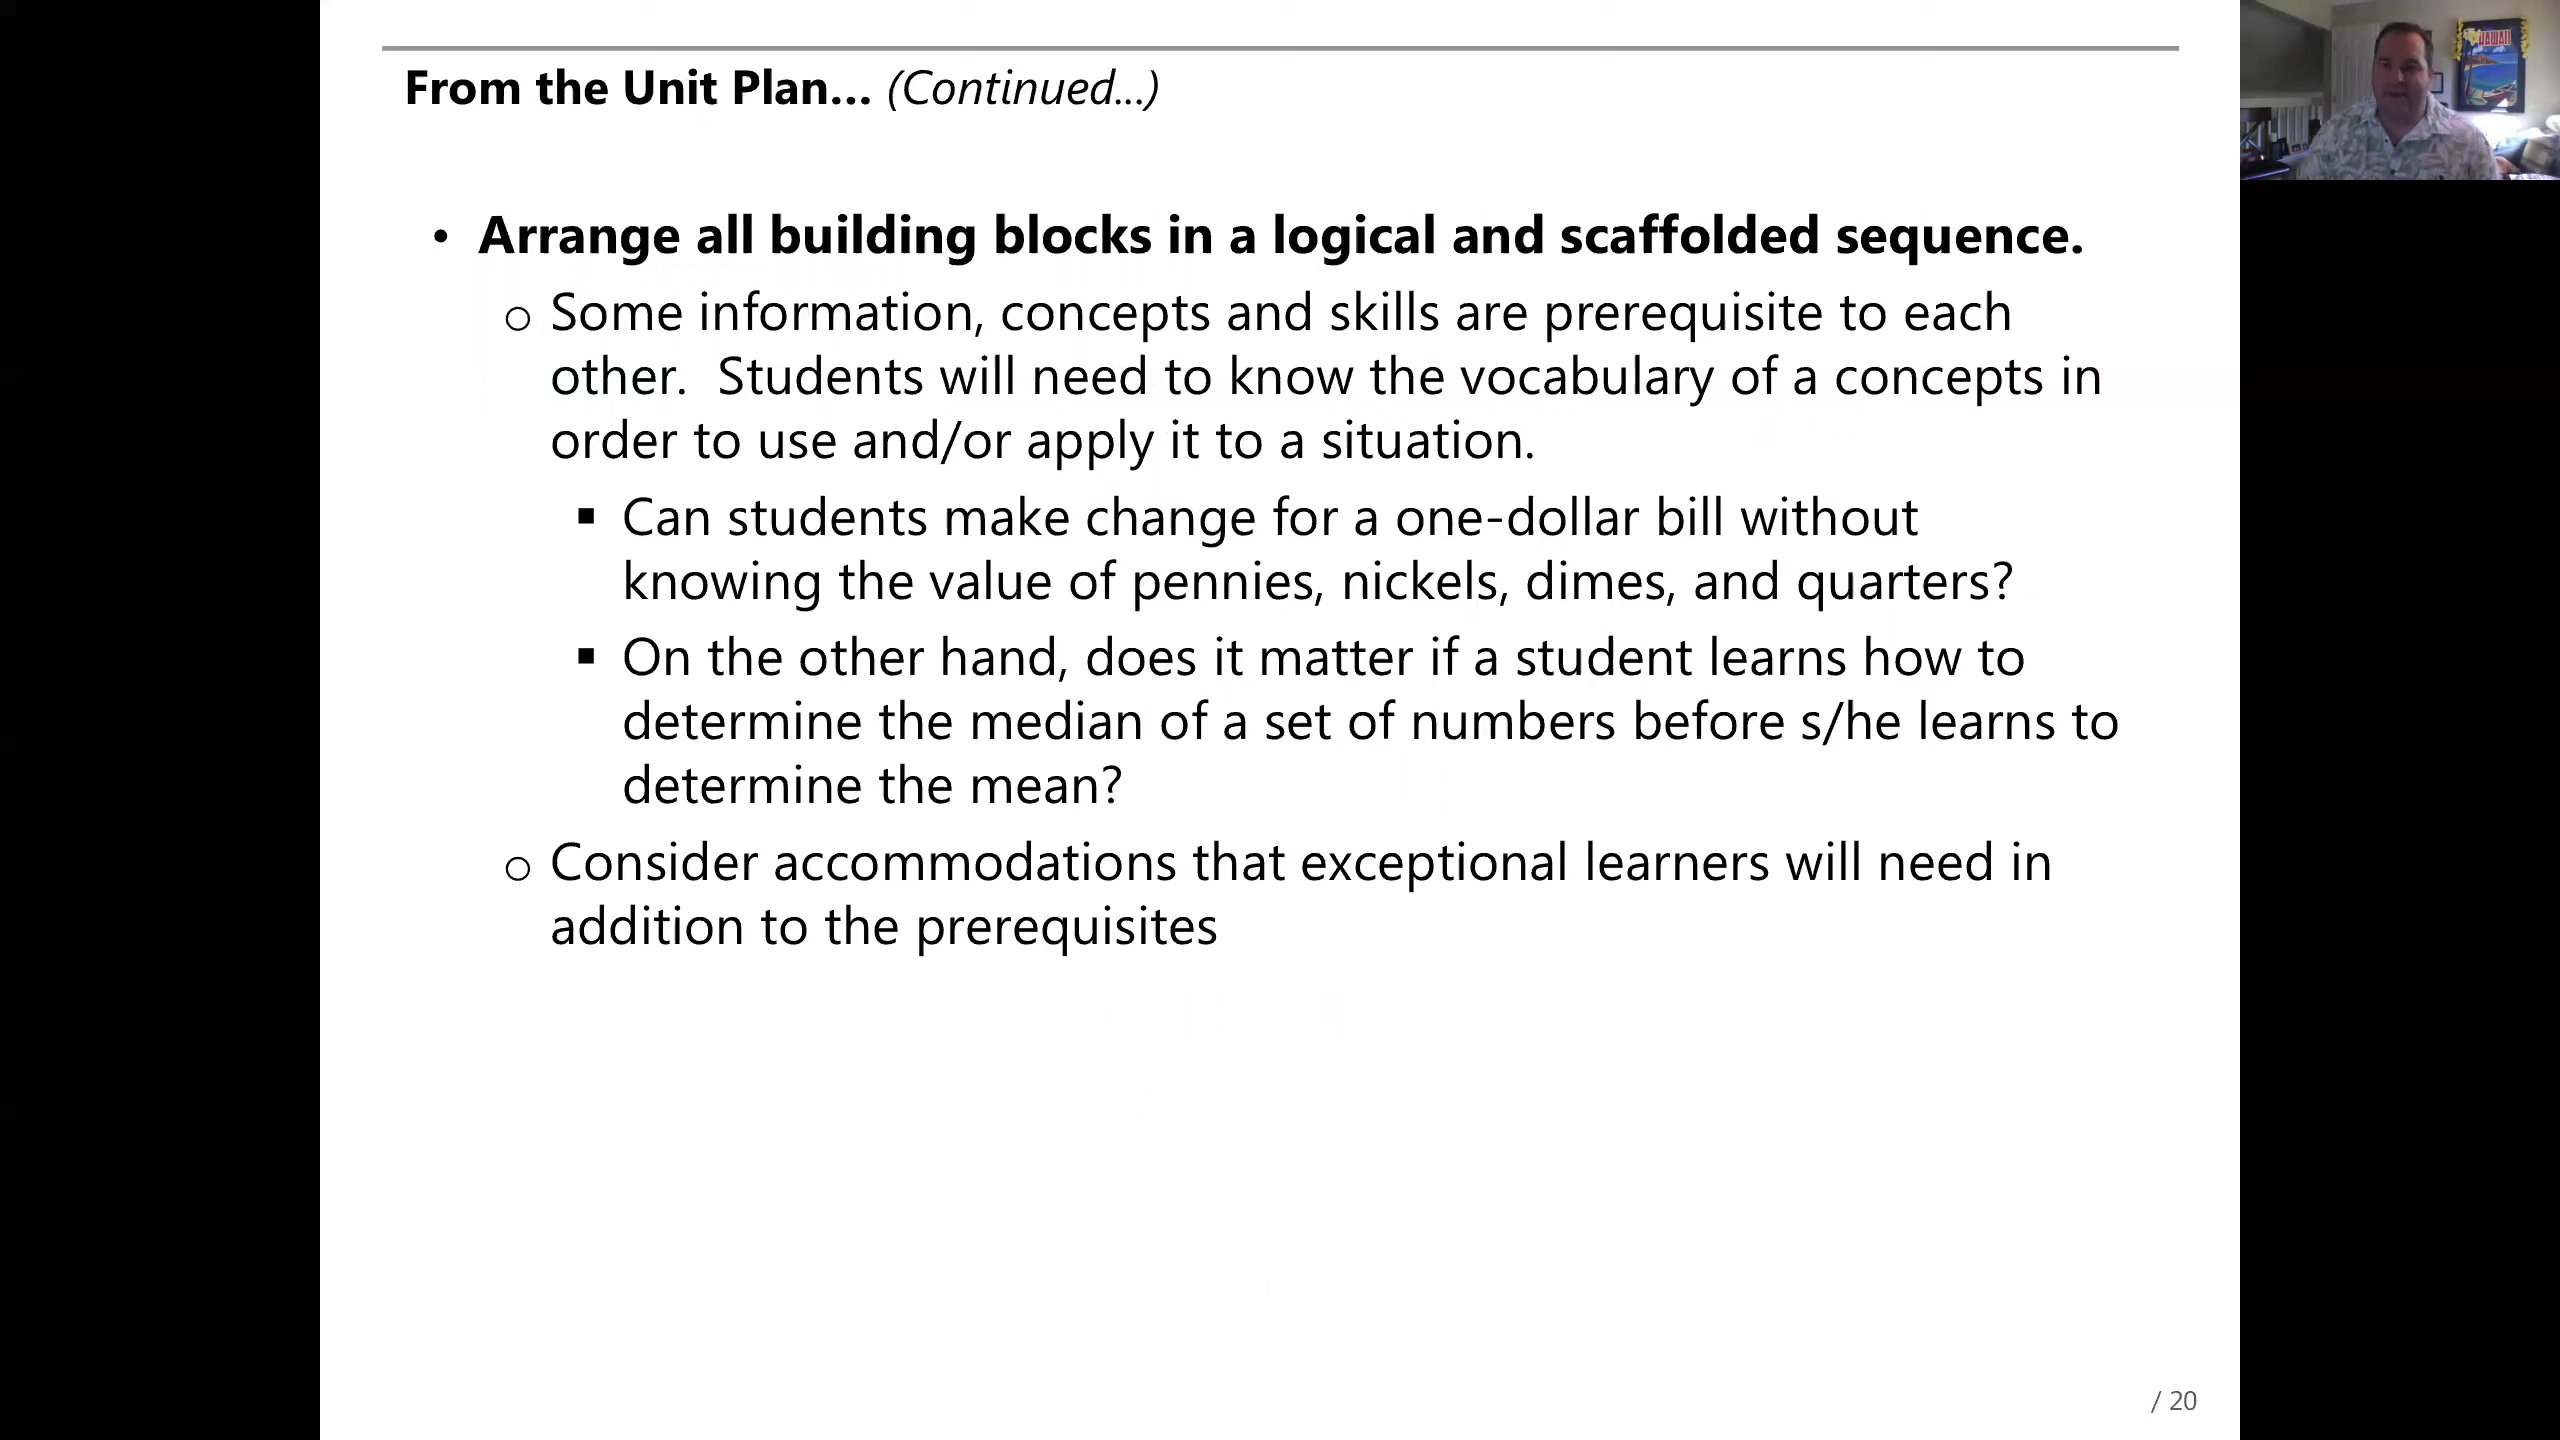 From the Unit Plan... (Continued...)
HAWAII
• Arrange all building blocks in a logical and scaffolded sequence.
o Some information, concepts and skills are prerequisite to each
other.  Students will need to know the vocabulary of a concepts in
order to use and/or apply it to a situation.
▪ Can students make change for a one-dollar bill without
knowing the value of pennies, nickels, dimes, and quarters?
▪ On the other hand, does it matter if a student learns how to
determine the median of a set of numbers before s/he learns to
determine the mean?
o Consider accommodations that exceptional learners will need in
addition to the prerequisites
/ 20